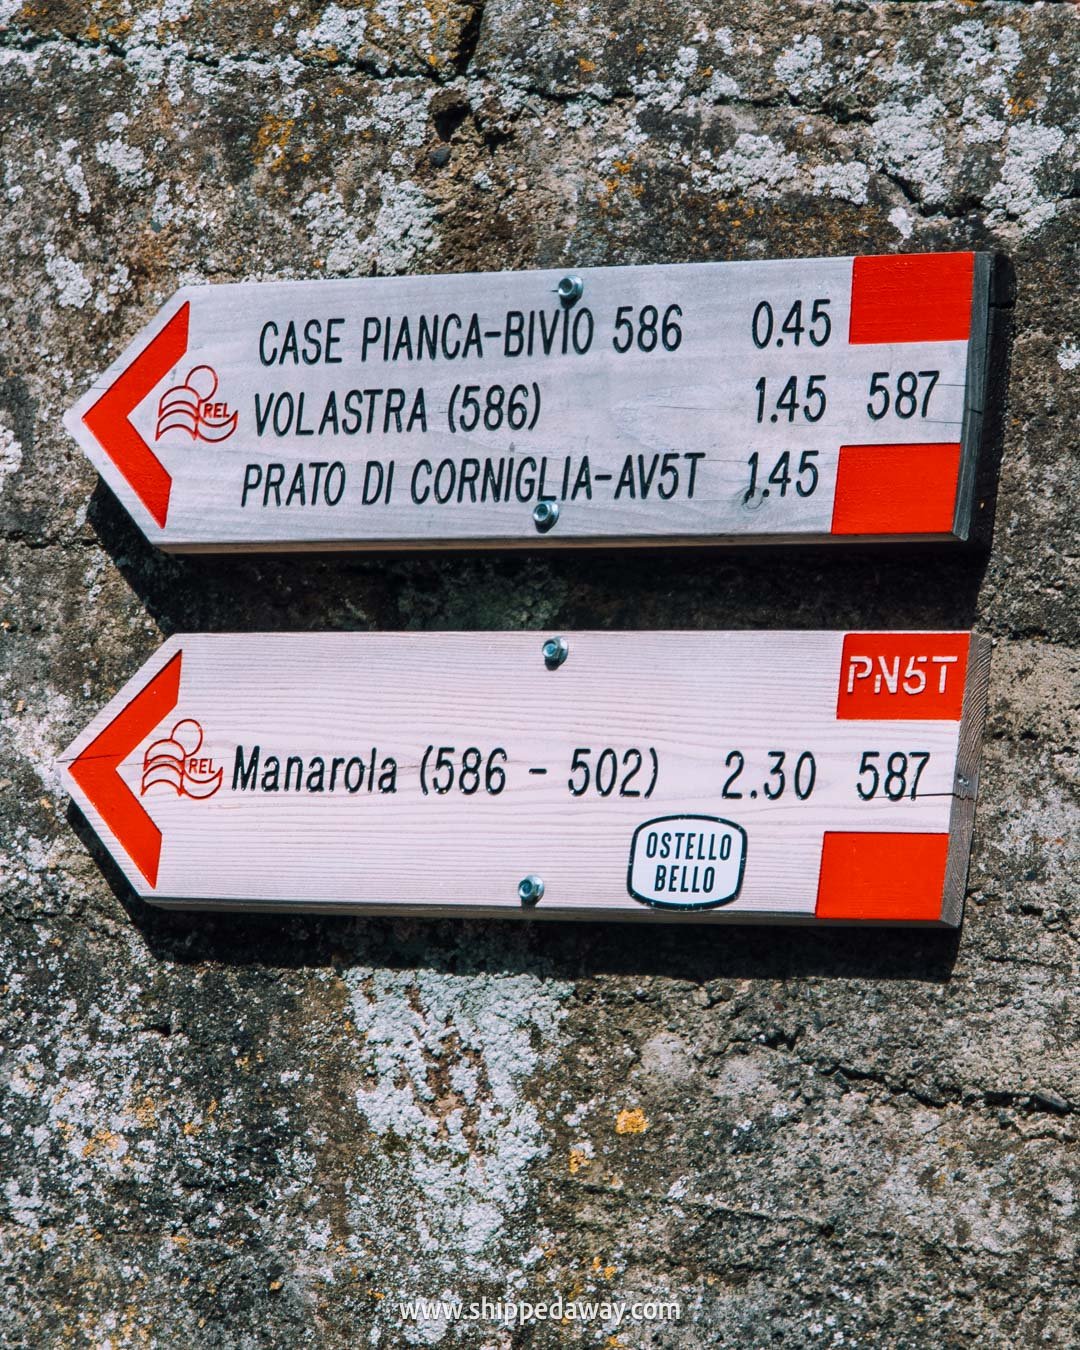 CASE PIANCA-BIVIO 586 0.45
REL
VOLASTRA (586) 1.45 587
PRATO DI CORNIGLIA-AV5T 1.45
PN5T
REL
Manarola (586 - 502) 2.30 587
OSTELLO
BELLO
www.shippedaway.com